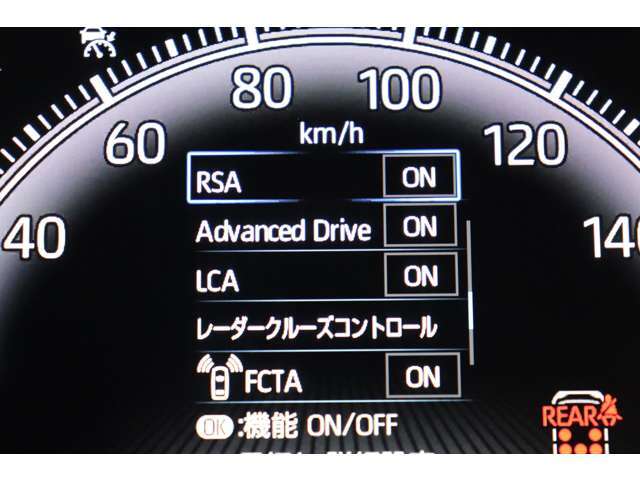 80 100
km/h
60 120
40 140
RSA ON
Advanced Drive ON
LCA ON
レーダークルーズコントロール
FCTA ON
OK :機能 ON/OFF
REAR